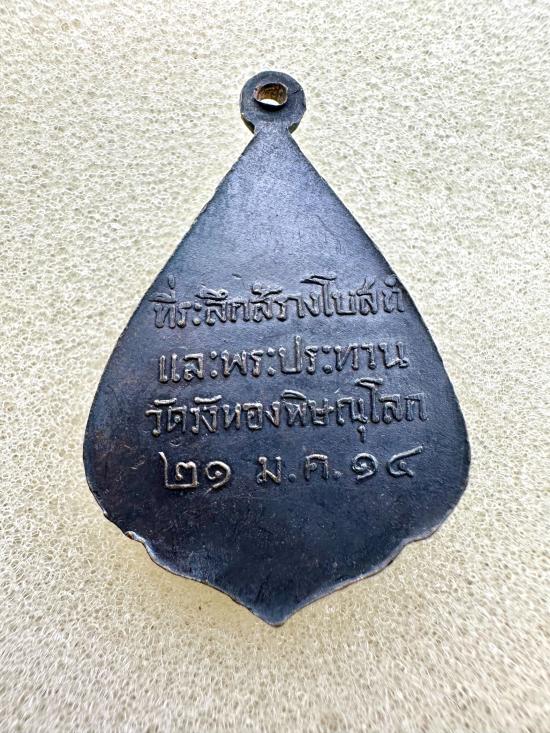 ที่ระลึกสร้างโบสถ์
และพระประทาน
วัดวังทองพิษณุโลก
๒๑ ม.ค.๑๔